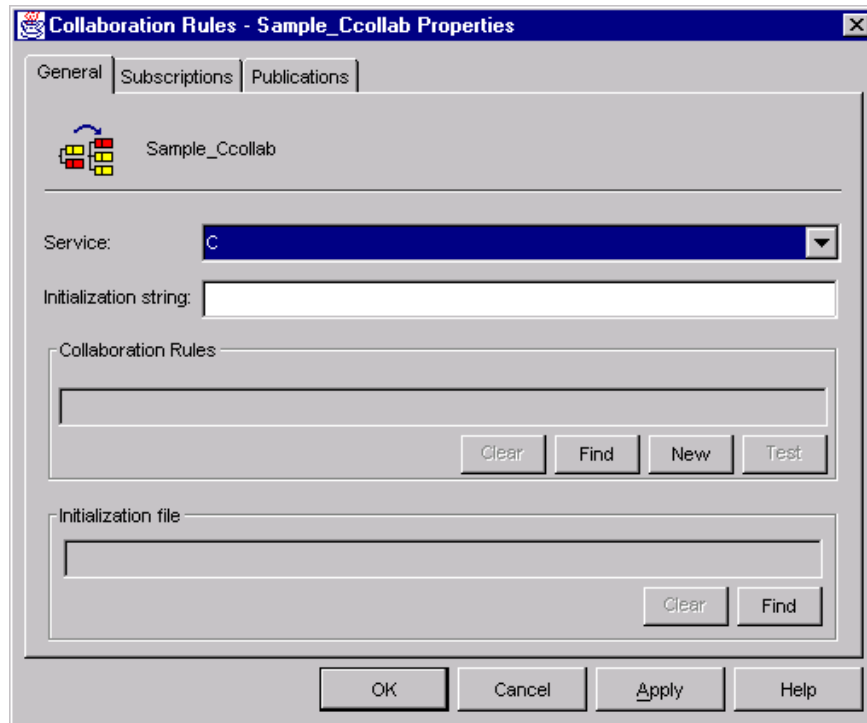 Collaboration Rules - Sample_Ccollab Properties
General Subscriptions Publications
Sample_Ccollab
Service: C
Initialization string:
Collaboration Rules
Clear Find New Test
Initialization file
Clear Find
OK Cancel Apply Help